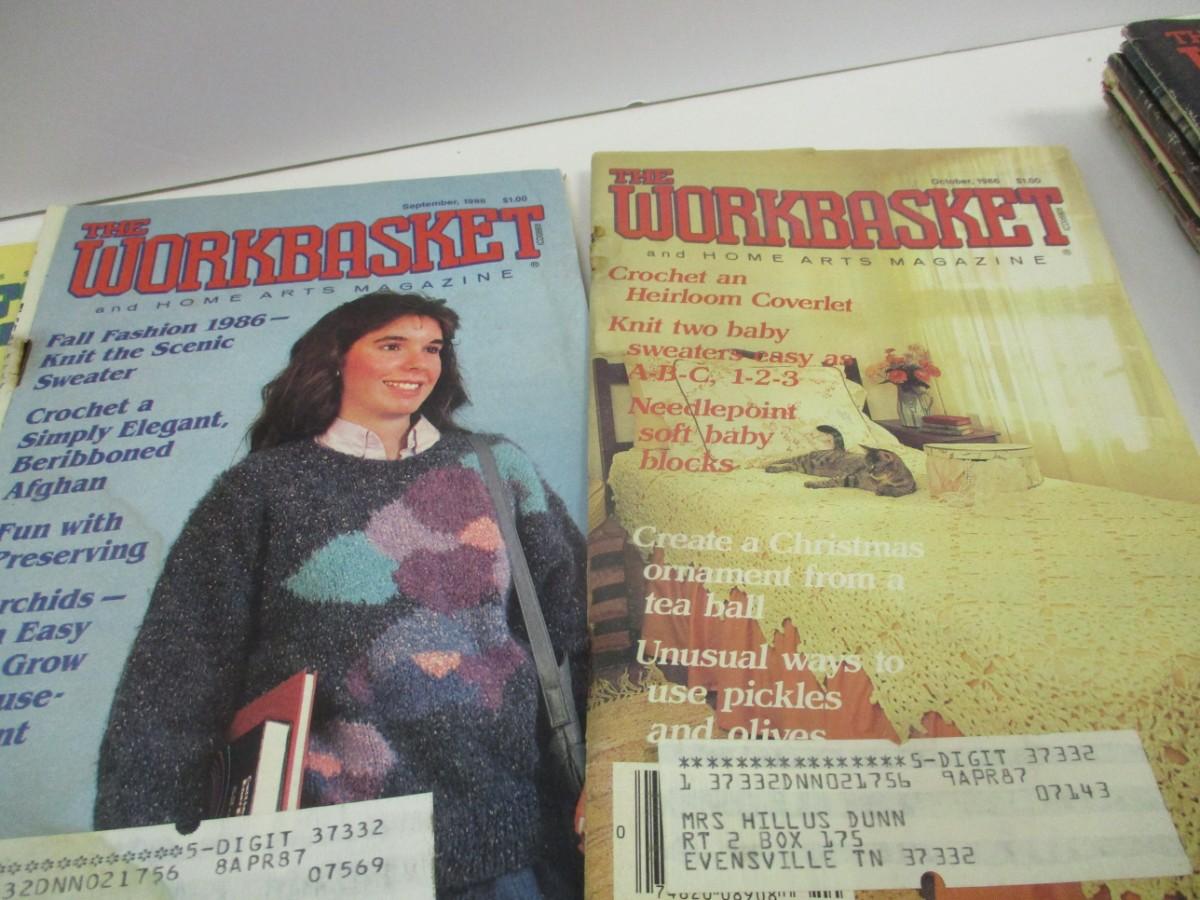 THE
September, 1986 $1.00
WORKBASKET
and HOME ARTS MAGAZINE ®
Fall Fashion 1986—
Knit the Scenic
Sweater
Crochet a
Simply Elegant,
Beribboned
Afghan
Fun with
Preserving
rchids —
Easy
Grow
use-
nt
5-DIGIT 37332
32DNN021756 8APR87
07569
THE
October, 1986 $1.00
WORKBASKET
and HOME ARTS MAGAZINE ®
Crochet an
Heirloom Coverlet
Knit two baby
sweaters easy as
A-B-C, 1-2-3
Needlepoint
soft baby
blocks
Create a Christmas
ornament from a
tea ball
Unusual ways to
use pickles
and olives
****************5-DIGIT 37332
1 37332DNN021756 9APR87
07143
MRS HILLUS DUNN
RT 2 BOX 175
EVENSVILLE TN 37332
0